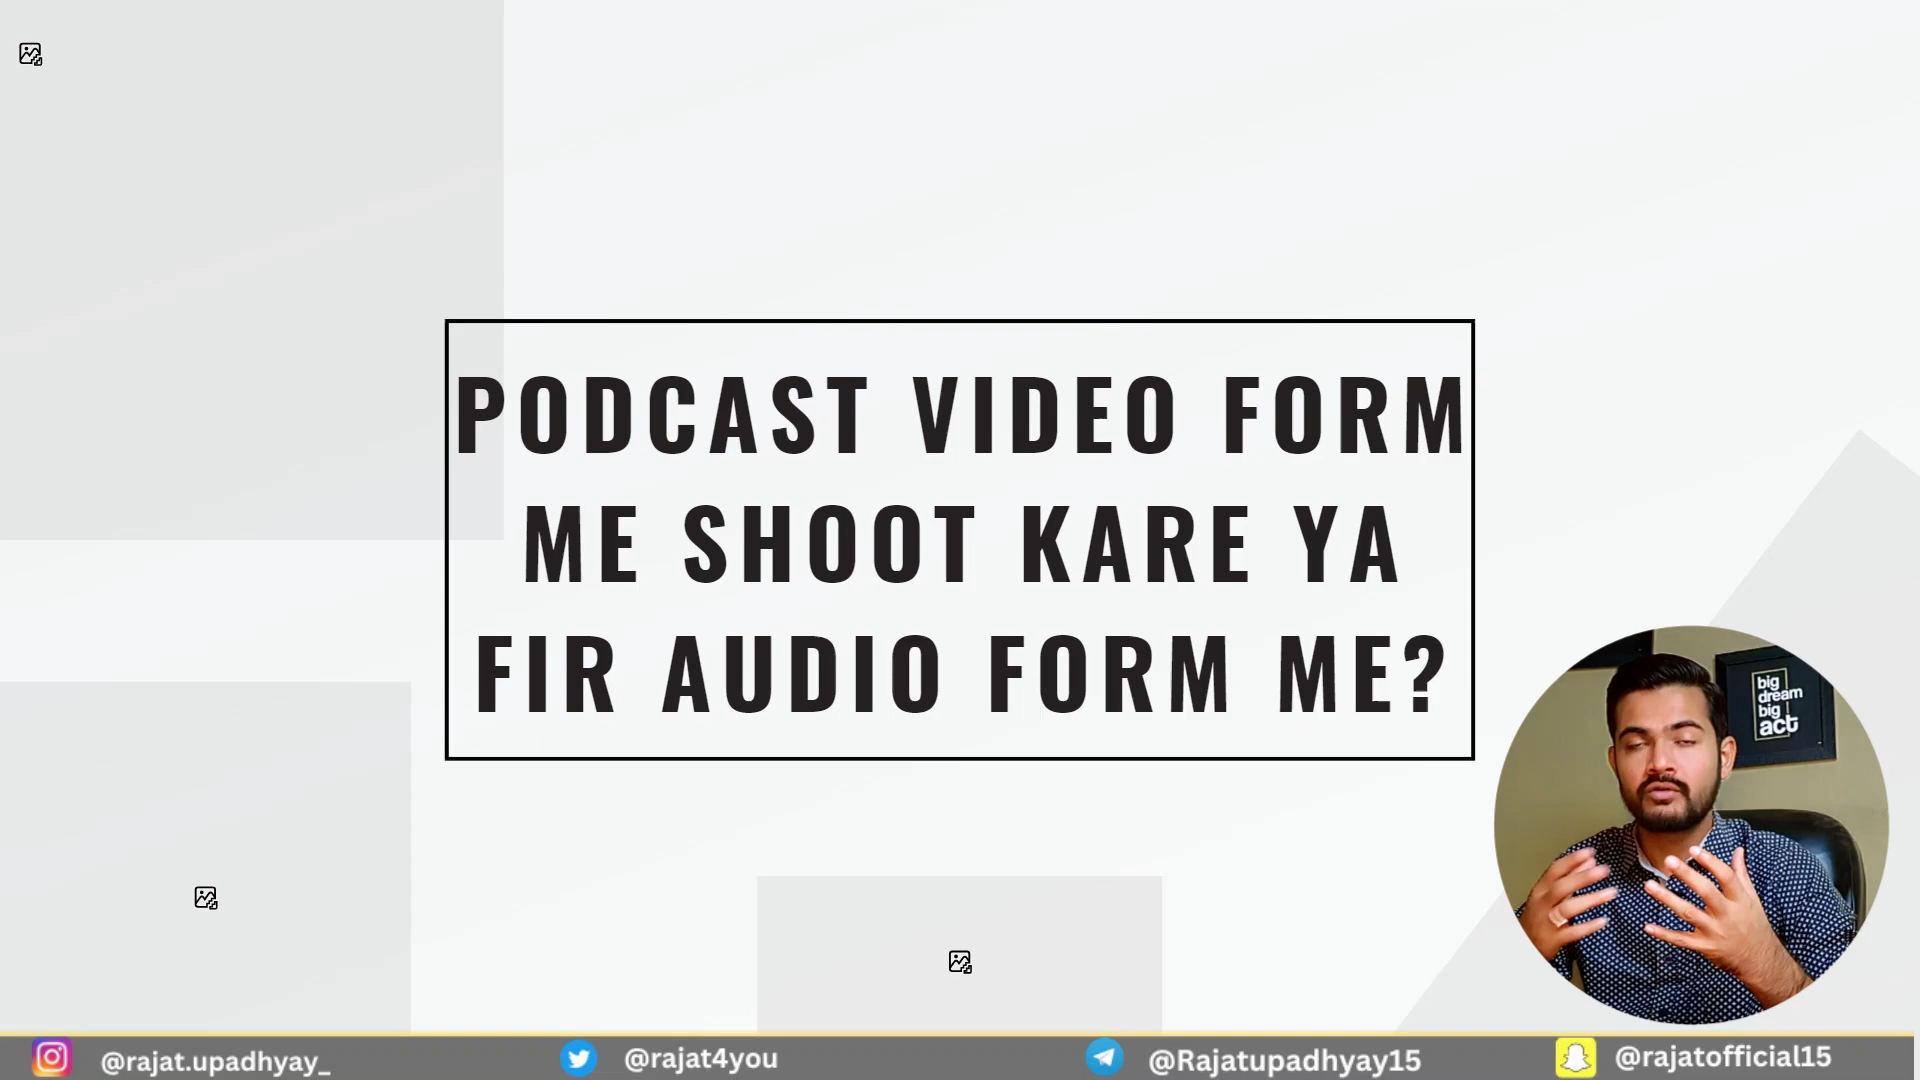 PODCAST VIDEO FORM
ME SHOOT KARE YA
FIR AUDIO FORM ME?
big
dream
big
act
@rajat.upadhyay_
@rajat4you
@Rajatupadhyay15
@rajatofficial15